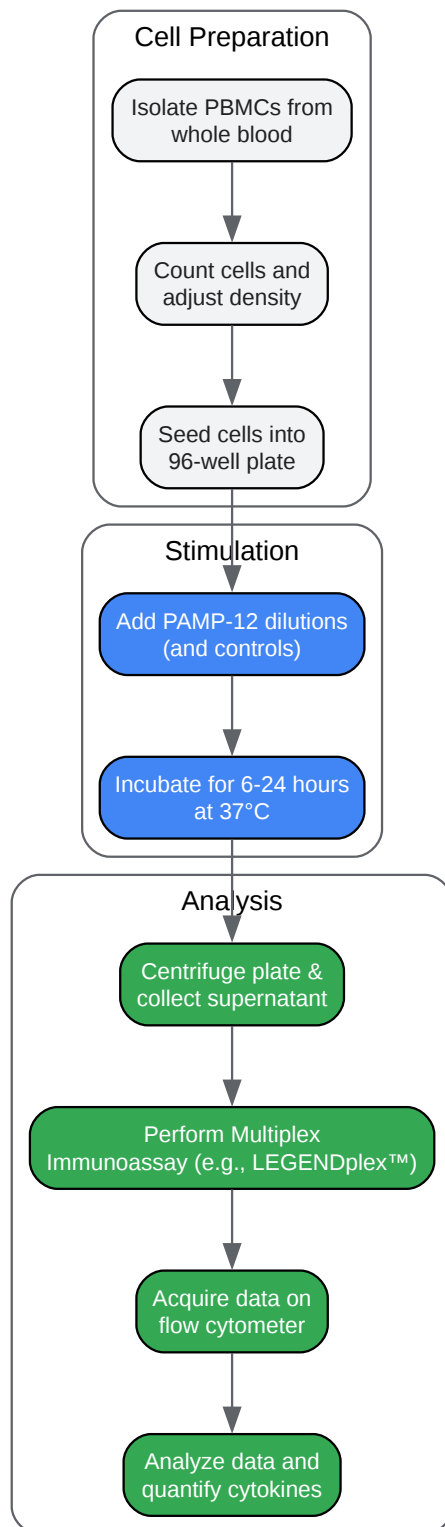 Cell Preparation
Isolate PBMCs from
whole blood
Count cells and
adjust density
Seed cells into
96-well plate
Stimulation
Add PAMP-12 dilutions
(and controls)
Incubate for 6-24 hours
at 37°C
Analysis
Centrifuge plate &
collect supernatant
Perform Multiplex
Immunoassay (e.g., LEGENDplex™)
Acquire data on
flow cytometer
Analyze data and
quantify cytokines